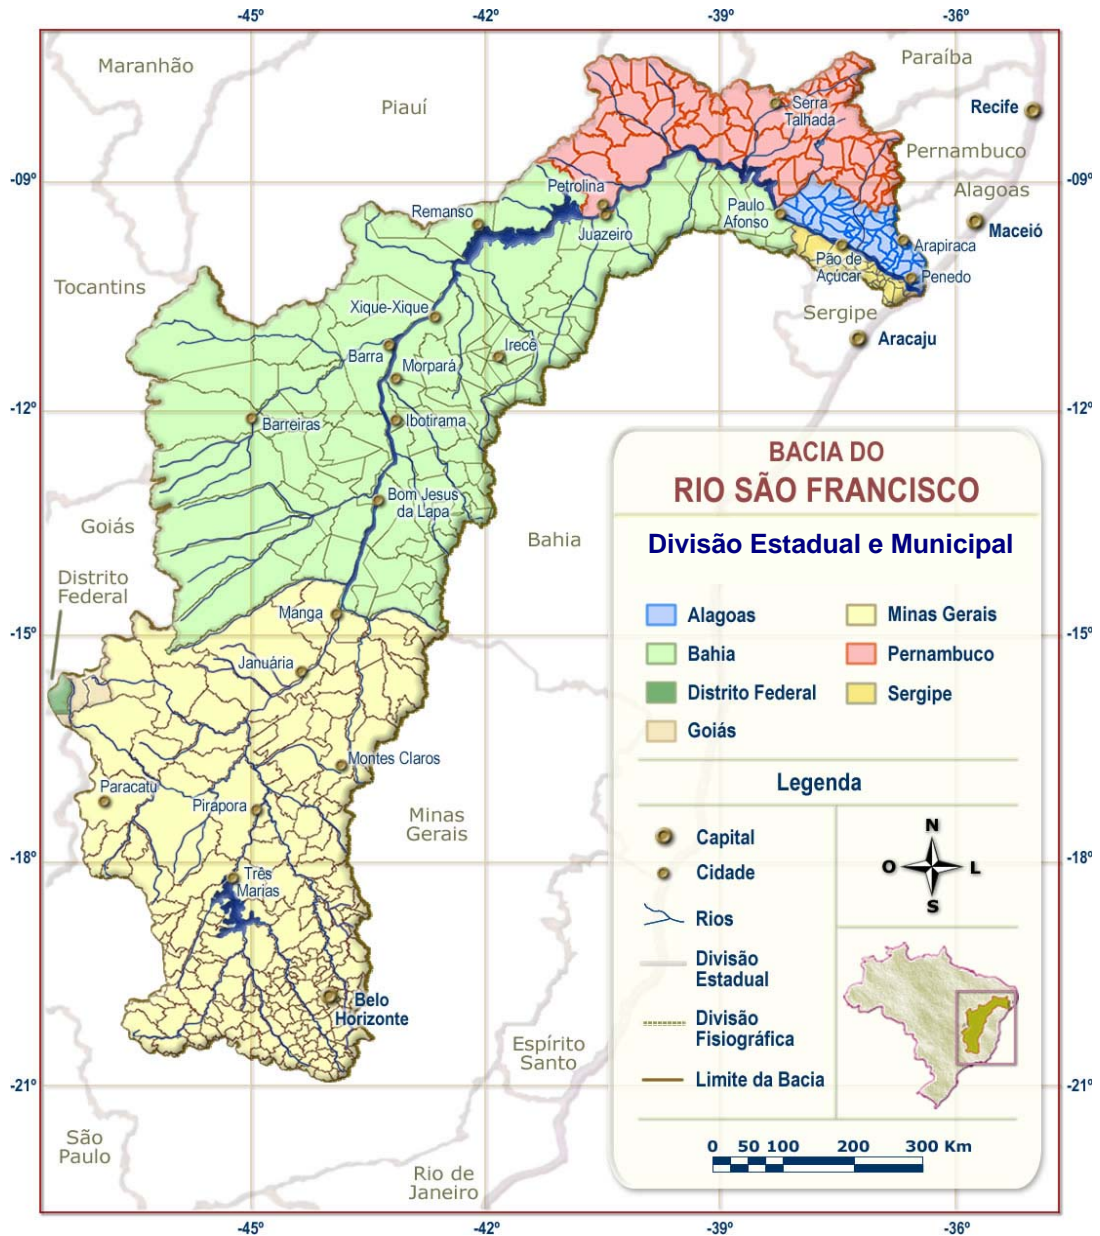 -45º
-42º
-39º
-36º
Maranhão
Piauí
Paraíba
Recife
Serra
Talhada
Pernambuco
-09º
-09º
Alagoas
Petrolina
Remanso
Juazeiro
Paulo
Afonso
Maceió
Arapiraca
Pão de
Açúcar
Penedo
Tocantins
Sergipe
Xique-Xique
Aracaju
Barra
Irecê
Morpará
-12º
-12º
Barreiras
Ibotirama
Bom Jesus
da Lapa
Goiás
Bahia
Distrito
Federal
Manga
-15º
-15º
Januária
Montes Claros
Paracatu
Pirapora
Minas
Gerais
-18º
-18º
Três
Marias
Belo
Horizonte
Espírito
Santo
-21º
-21º
São
Paulo
Rio de
Janeiro
-45º
-42º
-39º
-36º
BACIA DO
RIO SÃO FRANCISCO
Divisão Estadual e Municipal
Alagoas
Minas Gerais
Bahia
Pernambuco
Distrito Federal
Sergipe
Goiás
Legenda
Capital
Cidade
Rios
Divisão
Estadual
Divisão
Fisiográfica
Limite da Bacia
N
O
L
S
0 50 100 200 300 Km